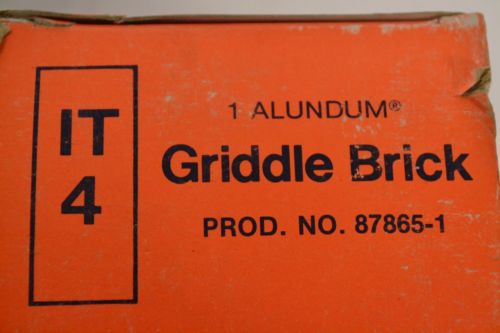 IT
4
1 ALUNDUM®
Griddle Brick
PROD. NO. 87865-1